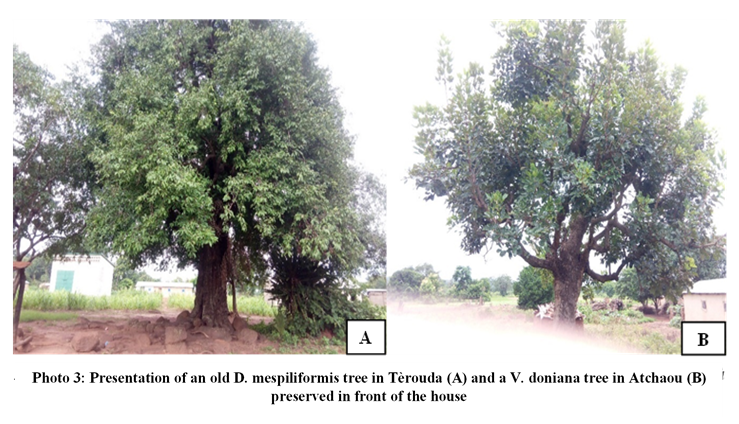 A
B
Photo 3: Presentation of an old D. mespiliformis tree in Tèrouda (A) and a V. doniana tree in Atchaou (B)
preserved in front of the house